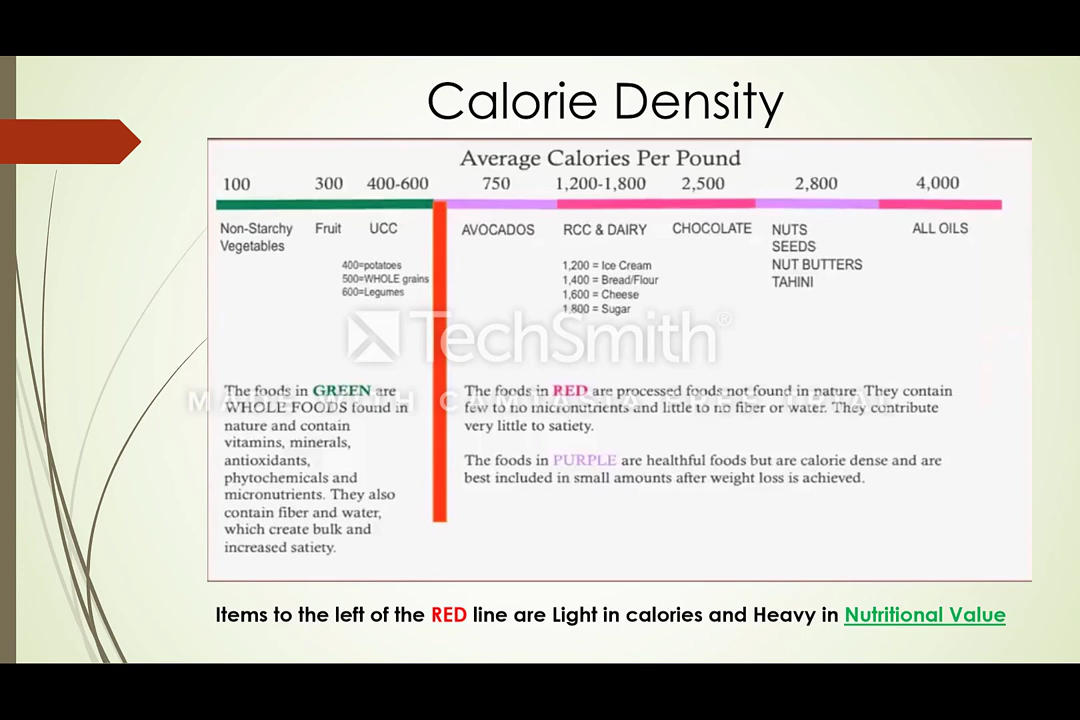 Calorie Density
Average Calories Per Pound
100 300 400-600 750 1,200-1,800 2,500 2,800 4,000
Non-Starchy Vegetables
Fruit
UCC
400=potatoes
500=WHOLE grains
600=Legumes
AVOCADOS
RCC & DAIRY
1,200 = Ice Cream
1,400 = Bread/Flour
1,600 = Cheese
1,800 = Sugar
CHOCOLATE
NUTS
SEEDS
NUT BUTTERS
TAHINI
ALL OILS
TechSmith®
MADE WITH CAMTASIA FREE TRIAL
The foods in GREEN are
WHOLE FOODS found in
nature and contain
vitamins, minerals,
antioxidants,
phytochemicals and
micronutrients. They also
contain fiber and water,
which create bulk and
increased satiety.
The foods in RED are processed foods not found in nature. They contain
few to no micronutrients and little to no fiber or water. They contribute
very little to satiety.
The foods in PURPLE are healthful foods but are calorie dense and are
best included in small amounts after weight loss is achieved.
Items to the left of the RED line are Light in calories and Heavy in Nutritional Value